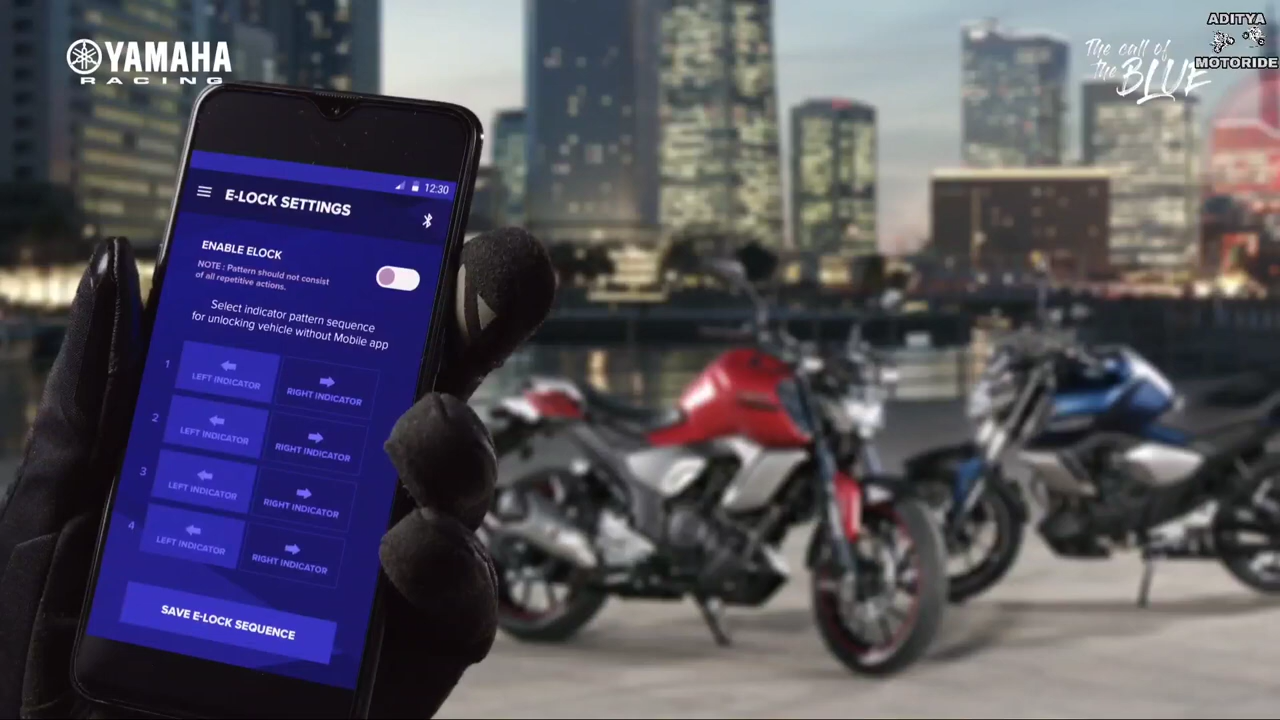 YAMAHA
RACING
The call of
the BLUE
ADITYA
MOTORIDE
12:30
E-LOCK SETTINGS
ENABLE ELOCK
NOTE : Pattern should not consist
of all repetitive actions.
Select indicator pattern sequence
for unlocking vehicle without Mobile app
1
LEFT INDICATOR
RIGHT INDICATOR
2
LEFT INDICATOR
RIGHT INDICATOR
3
LEFT INDICATOR
RIGHT INDICATOR
4
LEFT INDICATOR
RIGHT INDICATOR
SAVE E-LOCK SEQUENCE